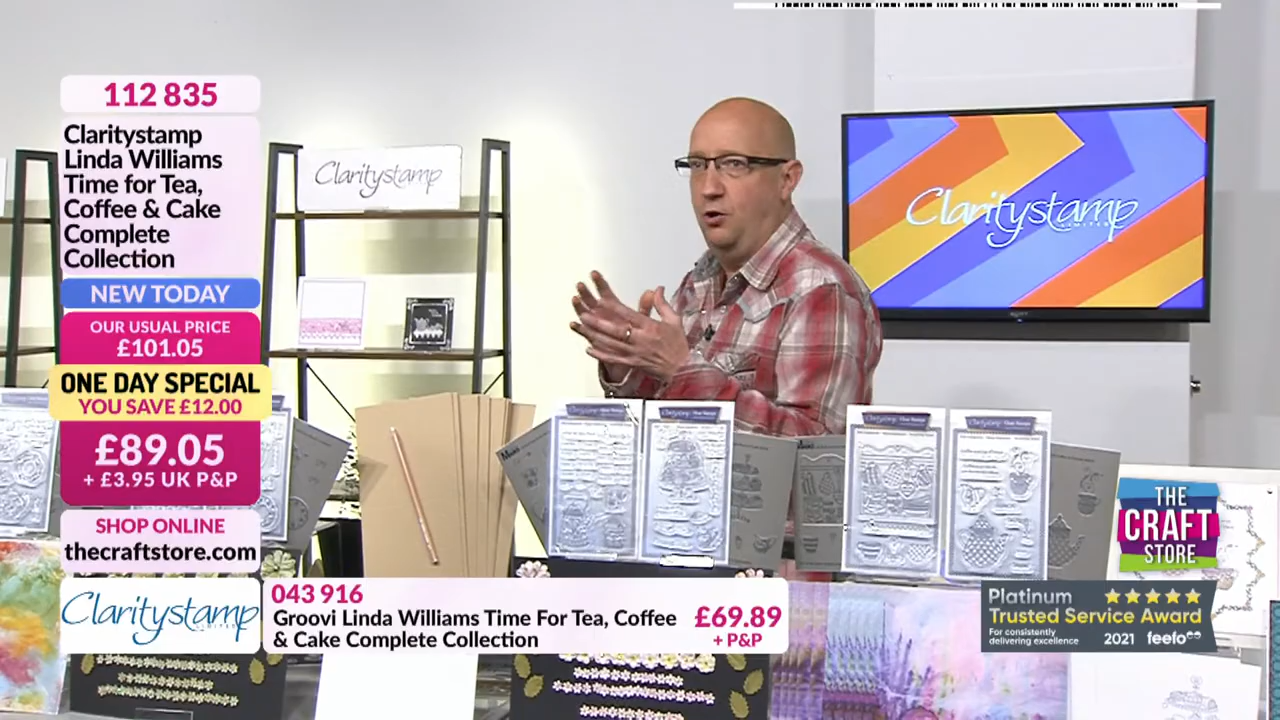 112 835
Claritystamp
Linda Williams
Time for Tea,
Coffee & Cake
Complete
Collection
NEW TODAY
OUR USUAL PRICE
£101.05
ONE DAY SPECIAL
YOU SAVE £12.00
£89.05
+ £3.95 UK P&P
SHOP ONLINE
thecraftstore.com
Claritystamp
LIMITED
043 916
Groovi Linda Williams Time For Tea, Coffee
& Cake Complete Collection
£69.89
+ P&P
Claritystamp
Claritystamp
LIMITED
THE
CRAFT
STORE
Platinum
Trusted Service Award
For consistently
delivering excellence
2021 feefo